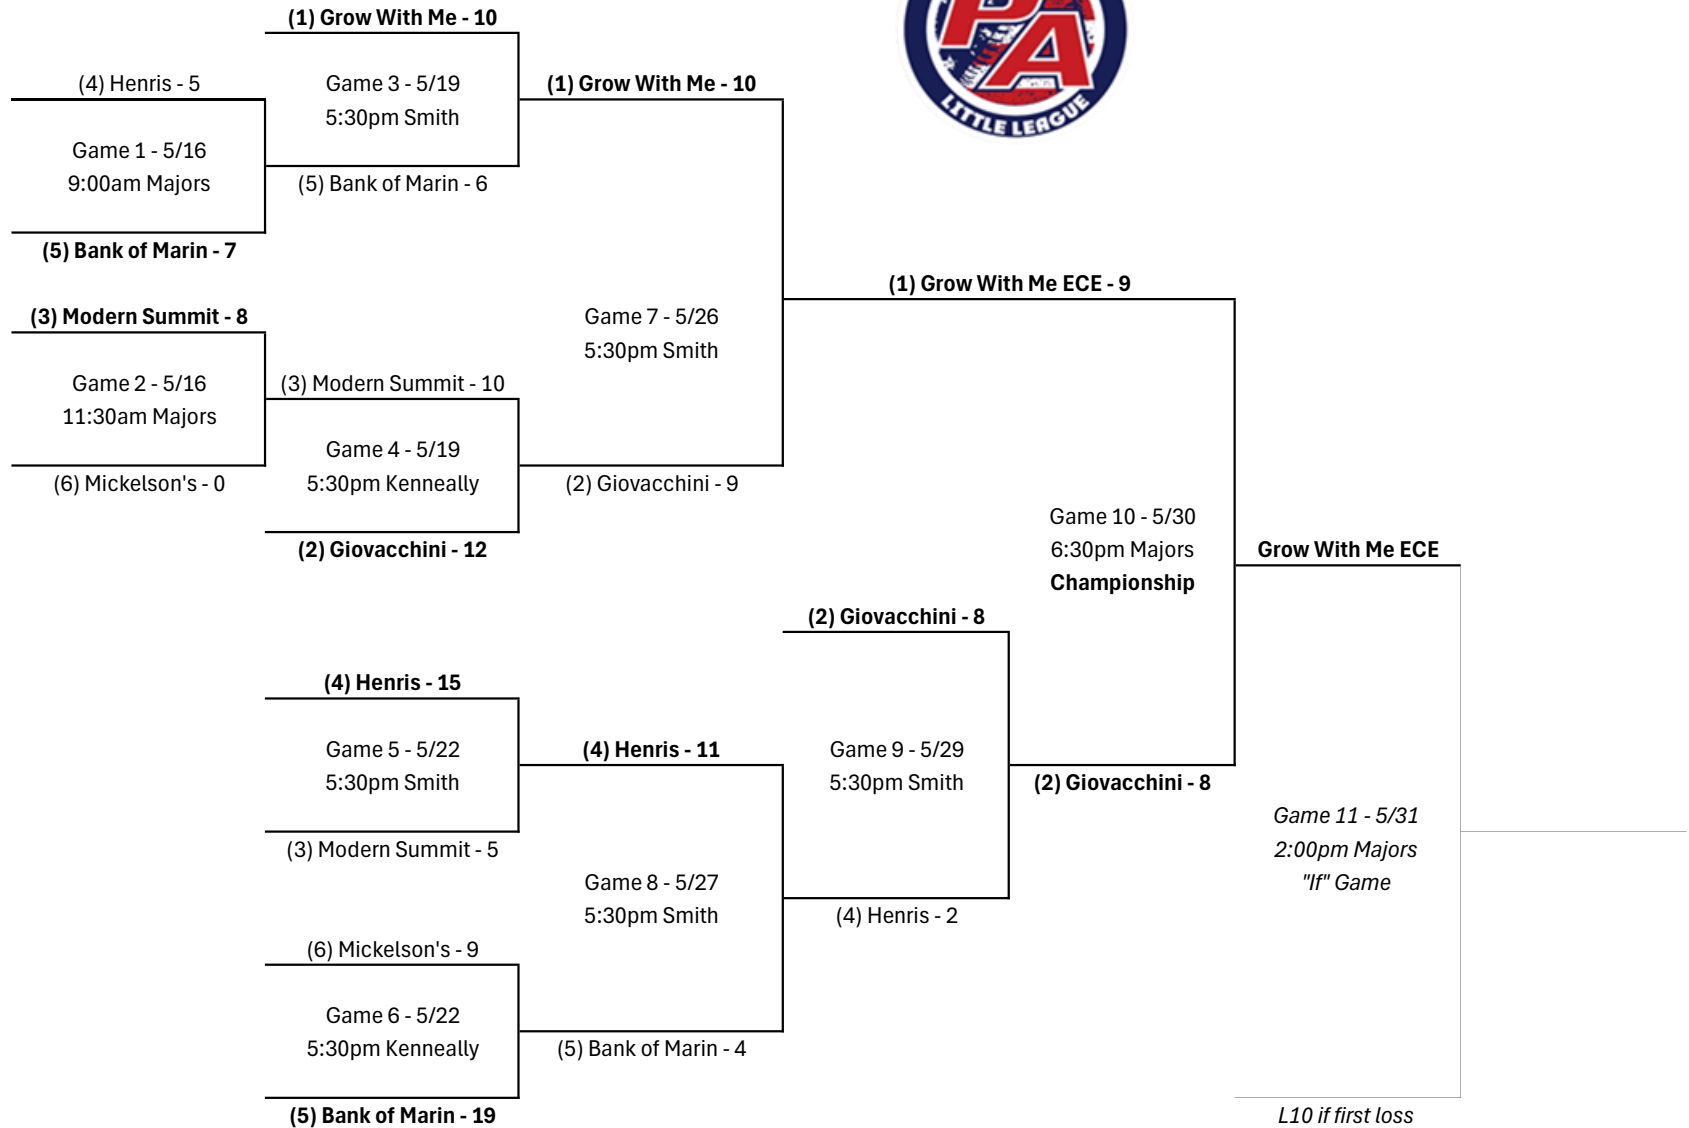 PA
LITTLE LEAGUE
(1) Grow With Me - 10
(4) Henris - 5
Game 3 - 5/19
5:30pm Smith
(1) Grow With Me - 10
Game 1 - 5/16
9:00am Majors
(5) Bank of Marin - 6
(5) Bank of Marin - 7
(1) Grow With Me ECE - 9
(3) Modern Summit - 8
Game 7 - 5/26
5:30pm Smith
Game 2 - 5/16
11:30am Majors
(3) Modern Summit - 10
Game 4 - 5/19
5:30pm Kenneally
(6) Mickelson's - 0
(2) Giovacchini - 9
(2) Giovacchini - 12
Game 10 - 5/30
6:30pm Majors
Championship
Grow With Me ECE
(2) Giovacchini - 8
(4) Henris - 15
Game 5 - 5/22
5:30pm Smith
(4) Henris - 11
Game 9 - 5/29
5:30pm Smith
(2) Giovacchini - 8
(3) Modern Summit - 5
Game 11 - 5/31
2:00pm Majors
"If" Game
Game 8 - 5/27
5:30pm Smith
(4) Henris - 2
(6) Mickelson's - 9
Game 6 - 5/22
5:30pm Kenneally
(5) Bank of Marin - 4
(5) Bank of Marin - 19
L10 if first loss